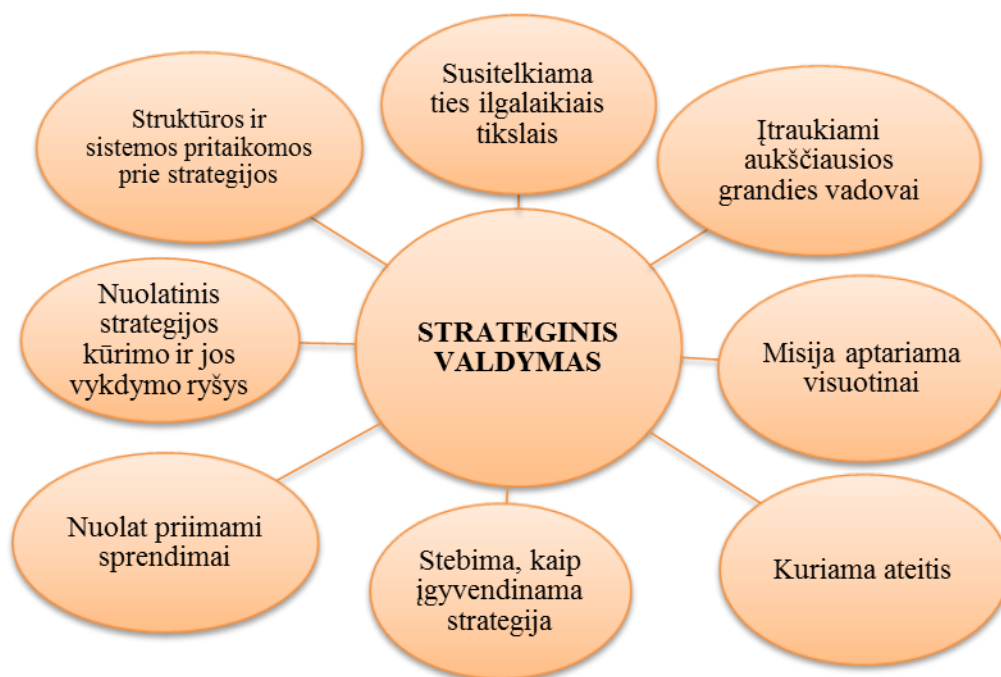 Susitelkiama
ties ilgalaikiais
tikslais
Struktūros ir
sistemos pritaikomos
prie strategijos
Įtraukiami
aukščiausios
grandies vadovai
Nuolatinis
strategijos
kūrimo ir jos
vykdymo ryšys
STRATEGINIS
VALDYMAS
Misija aptariama
visuotinai
Nuolat priimami
sprendimai
Stebima, kaip
įgyvendinama
strategija
Kuriama ateitis